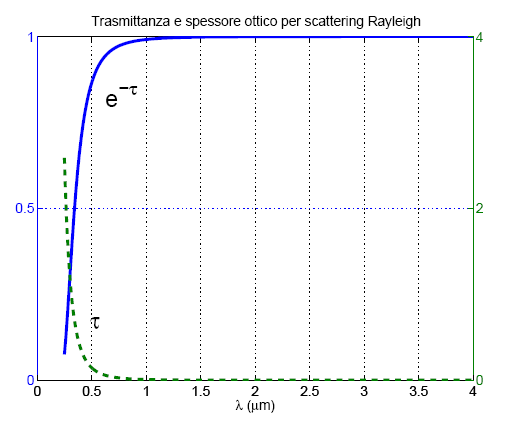 Trasmittanza e spessore ottico per scattering Rayleigh
1
4
e^−τ
0.5
2
τ
0
0
0 0.5 1 1.5 2 2.5 3 3.5 4
λ (μm)